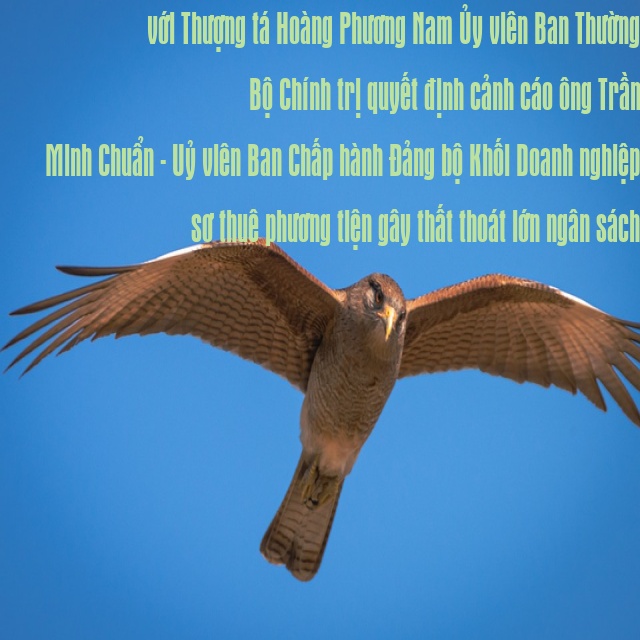 với Thượng tá Hoàng Phương Nam Ủy viên Ban Thường
Bộ Chính trị quyết định cảnh cáo ông Trần
Minh Chuẩn - Uỷ viên Ban Chấp hành Đảng bộ Khối Doanh nghiệp
sơ thuê phương tiện gây thất thoát lớn ngân sách